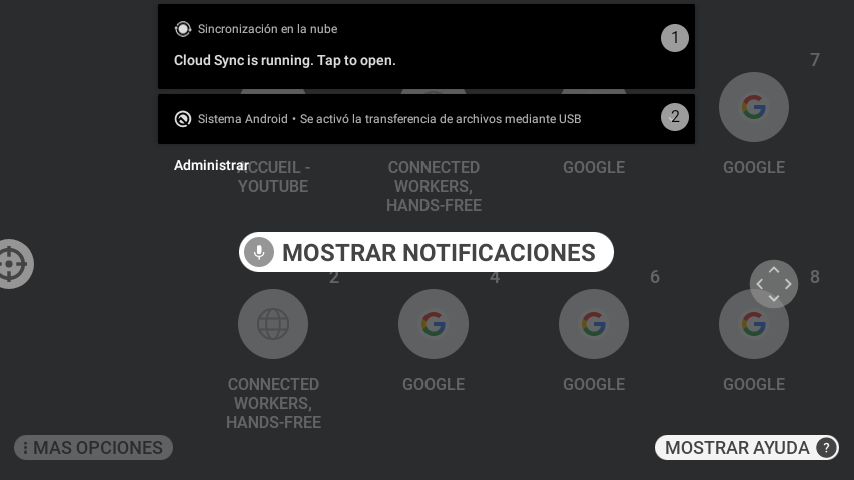 Sincronización en la nube
1
Cloud Sync is running. Tap to open.
Sistema Android • Se activó la transferencia de archivos mediante USB
2
7
Administrar
ACCUEIL -
YOUTUBE
CONNECTED
WORKERS,
HANDS-FREE
GOOGLE
GOOGLE
MOSTRAR NOTIFICACIONES
2
4
6
8
CONNECTED
WORKERS,
HANDS-FREE
GOOGLE
GOOGLE
GOOGLE
MAS OPCIONES
MOSTRAR AYUDA ?